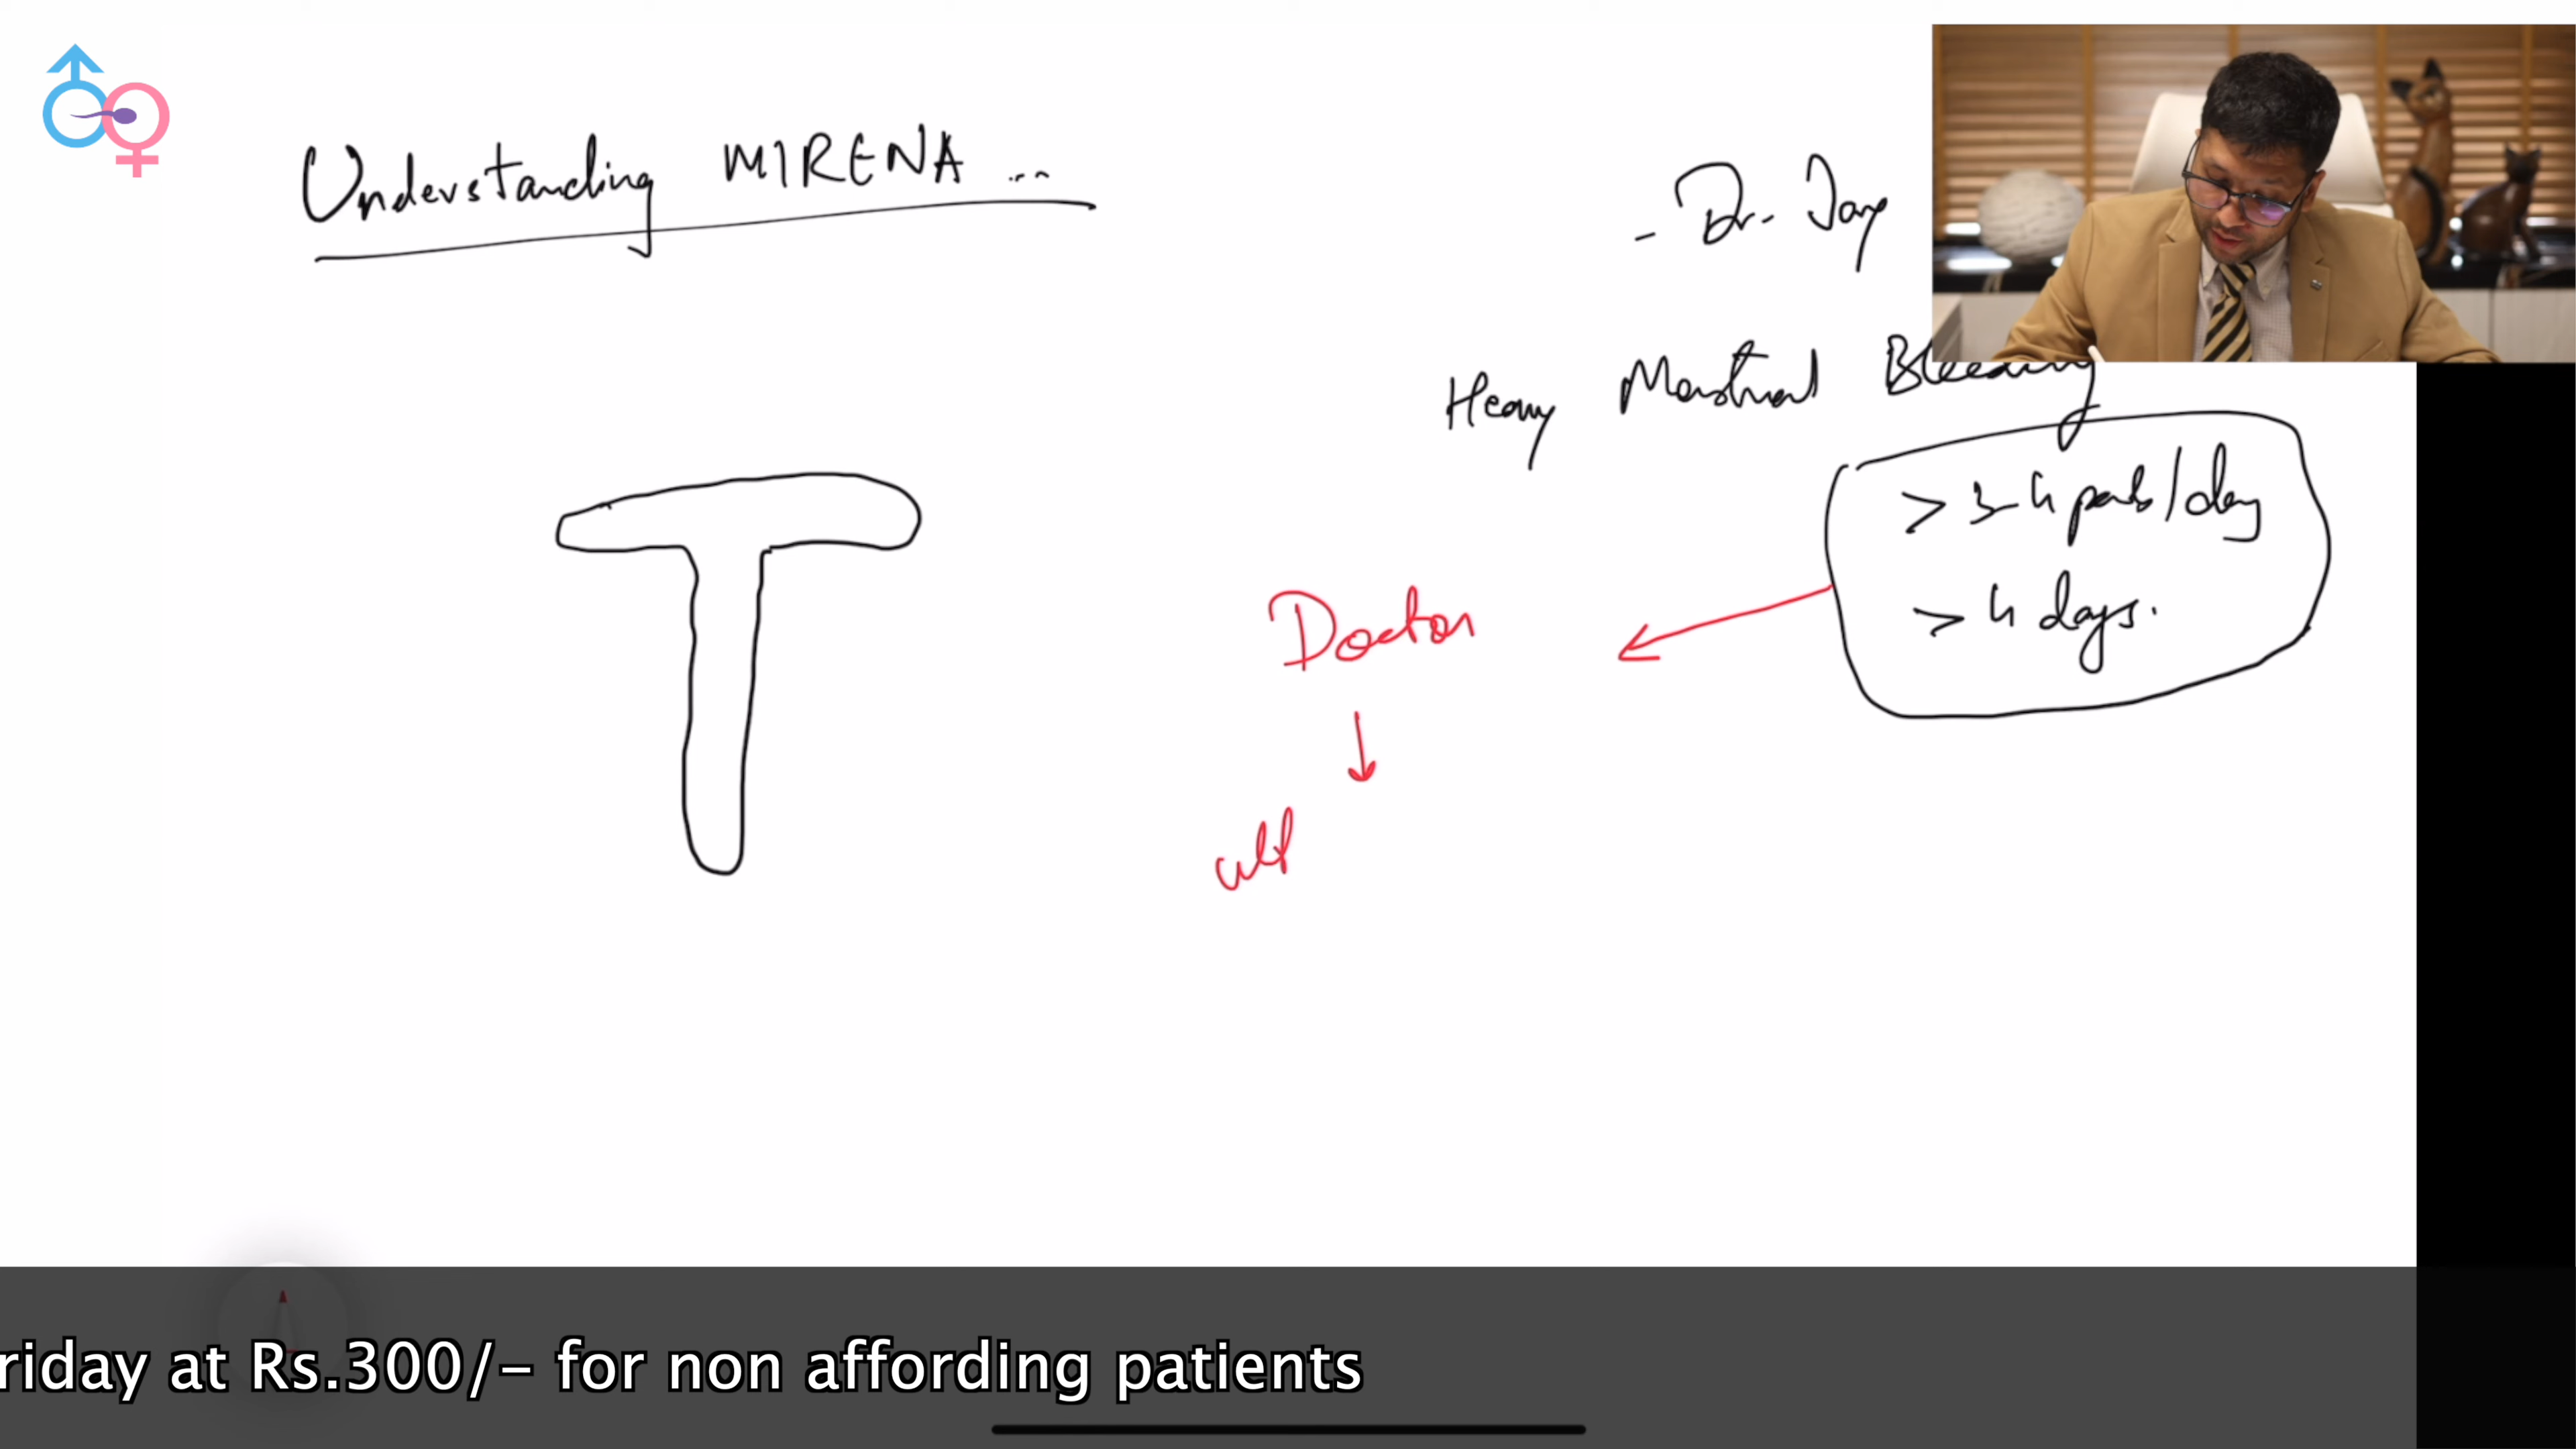 Understanding MIRENA ...
- Dr. Jay
Heavy Menstrual Bleeding
> 3-4 pads/day
> 4 days.
Doctor
riday at Rs.300/- for non affording patients